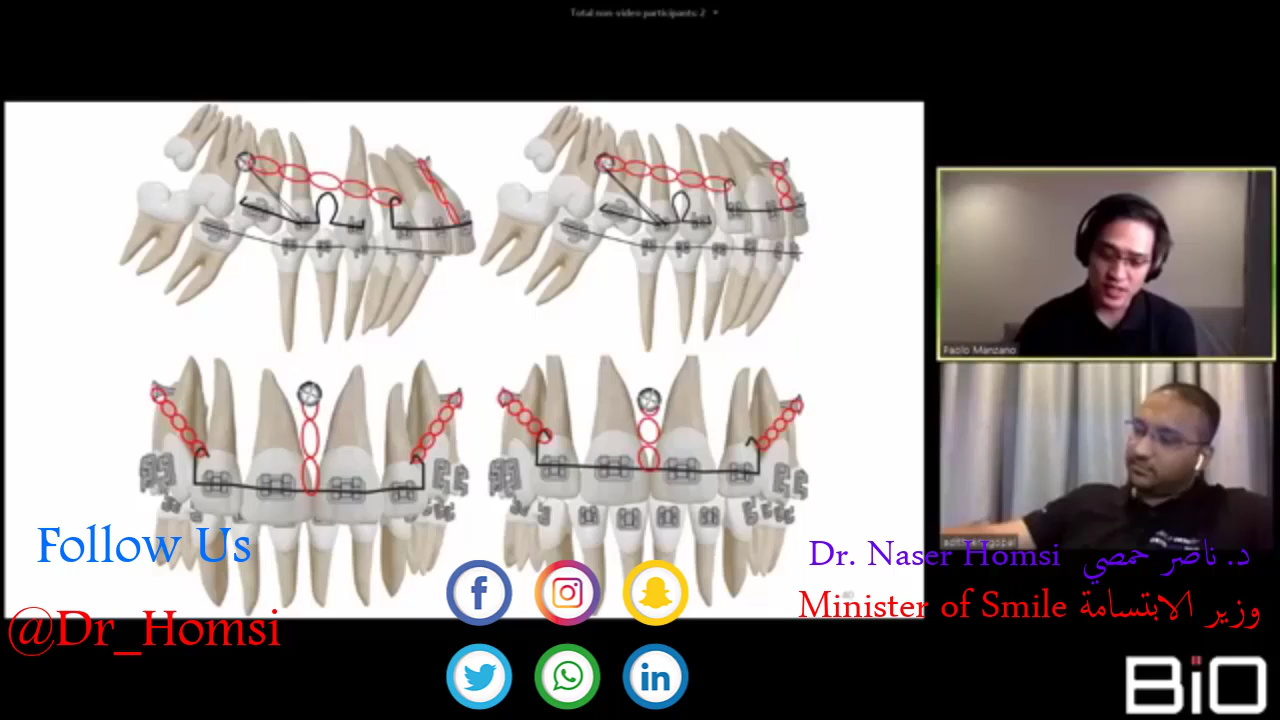 Total non-video participants: 2
Paolo Manzano
Follow Us
@Dr_Homsi
Dr. Naser Homsi د. ناصر حمصي
Minister of Smile وزير الابتسامة
f
in
BiO